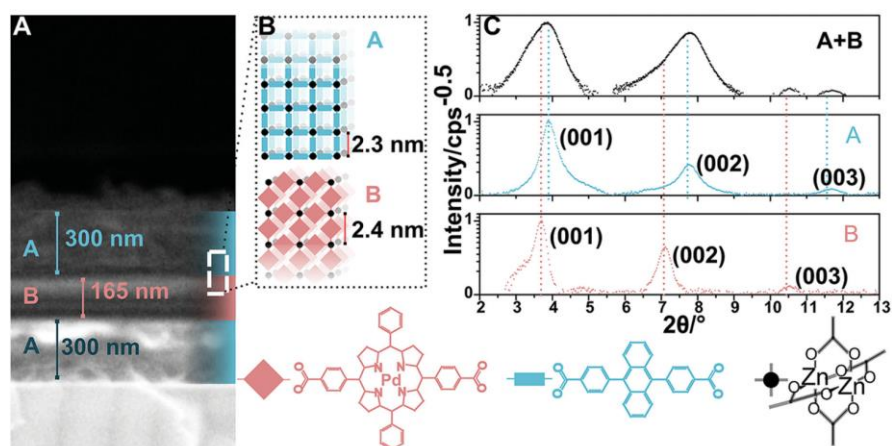 A
A
300 nm
B
165 nm
A
300 nm
B
A
2.3 nm
B
2.4 nm
C
Intensity/cps^-0.5
1
0
A+B
1
0
(001)
(002)
(003)
A
1
0
(001)
(002)
(003)
B
2 3 4 5 6 7 8 9 10 11 12 13
2θ/°
O
O
N
N
Pd
N
N
O
O
O
O
O
O
O
O
O
Zn
O
O
Zn
O
O
O